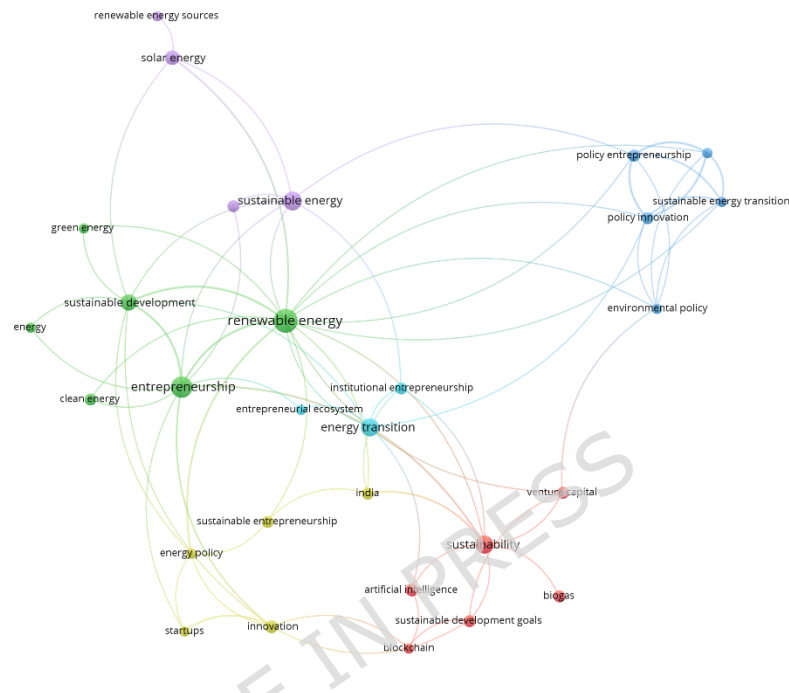 renewable energy sources
solar energy
policy entrepreneurship
sustainable energy
sustainable energy transition
policy innovation
green energy
sustainable development
environmental policy
renewable energy
energy
entrepreneurship
institutional entrepreneurship
clean energy
entrepreneurial ecosystem
energy transition
india
venture capital
sustainable entrepreneurship
sustainability
energy policy
artificial intelligence
biogas
sustainable development goals
startups
innovation
blockchain
E IN PRESS